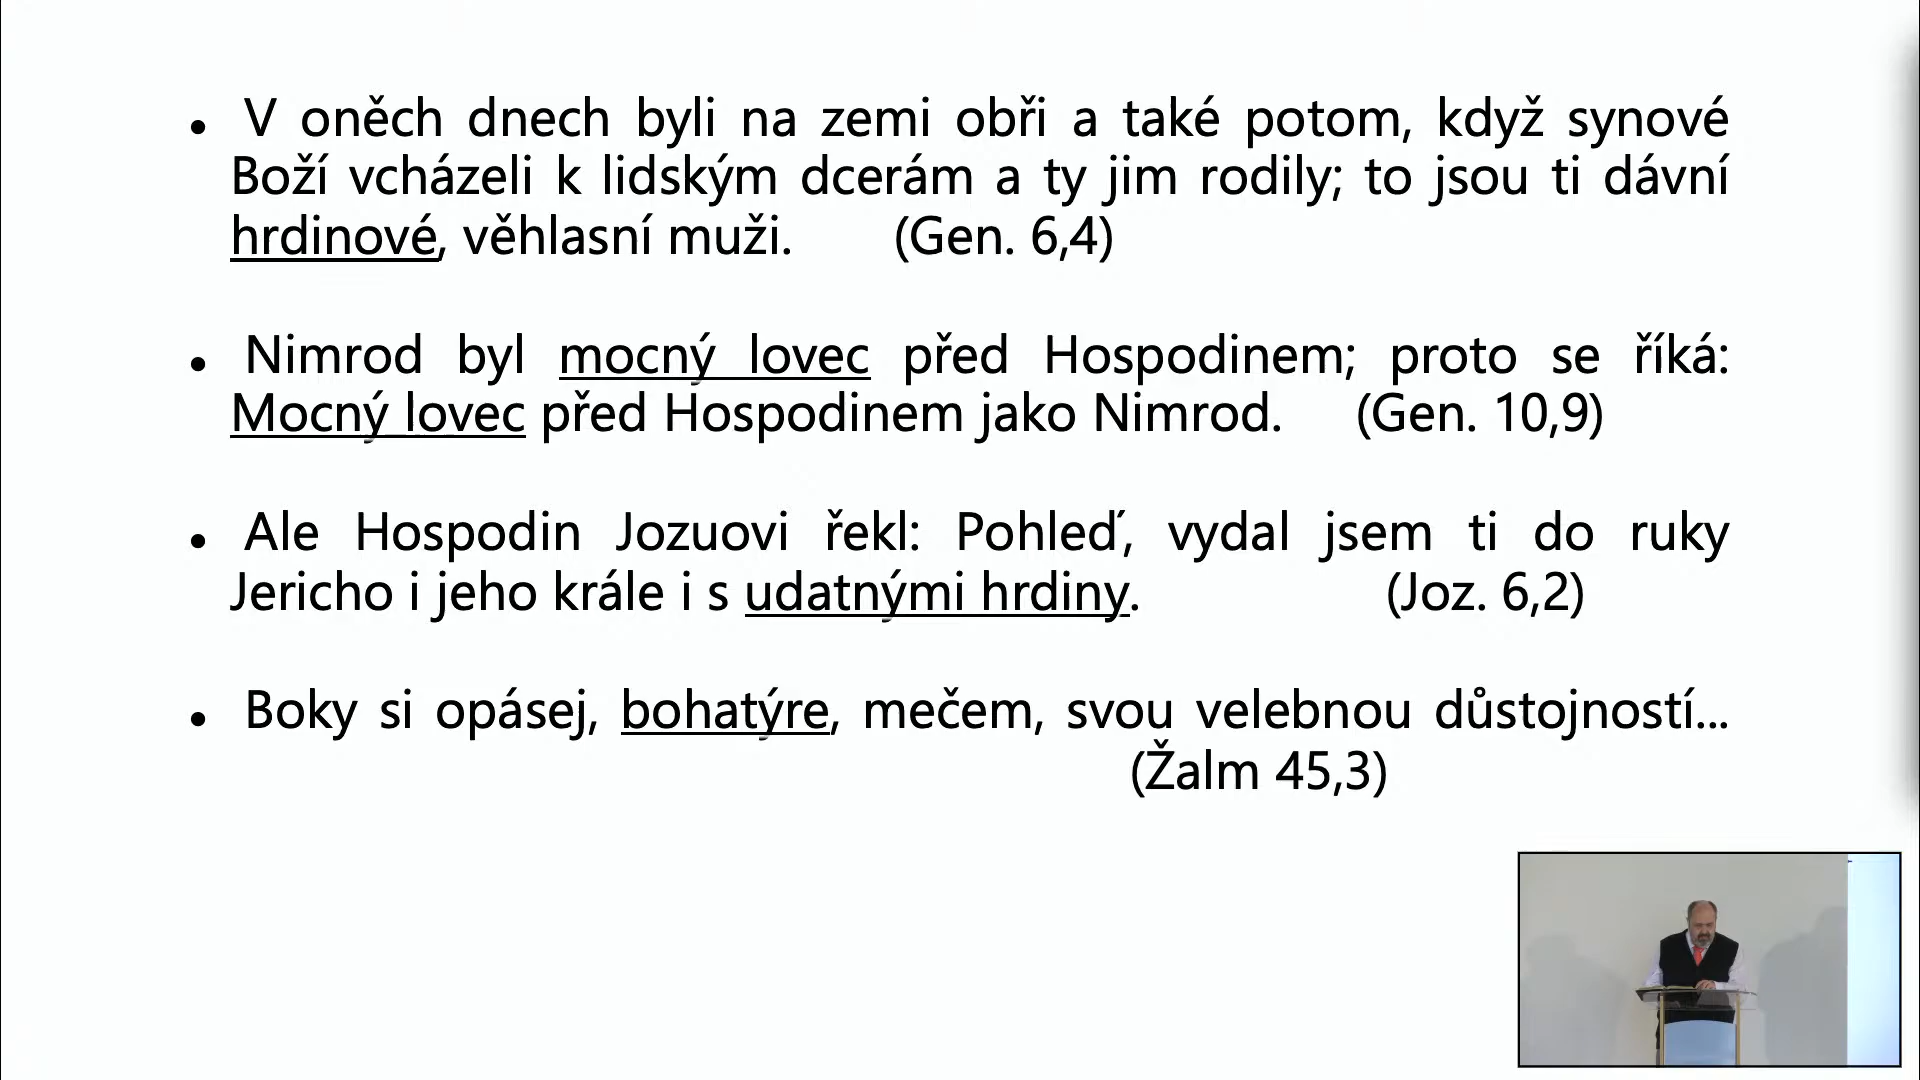 • V oněch dnech byli na zemi obři a také potom, když synové
Boží vcházeli k lidským dcerám a ty jim rodily; to jsou ti dávní
hrdinové, věhlasní muži. (Gen. 6,4)
• Nimrod byl mocný lovec před Hospodinem; proto se říká:
Mocný lovec před Hospodinem jako Nimrod. (Gen. 10,9)
• Ale Hospodin Jozuovi řekl: Pohleď, vydal jsem ti do ruky
Jericho i jeho krále i s udatnými hrdiny. (Joz. 6,2)
• Boky si opásej, bohatýre, mečem, svou velebnou důstojností...
(Žalm 45,3)